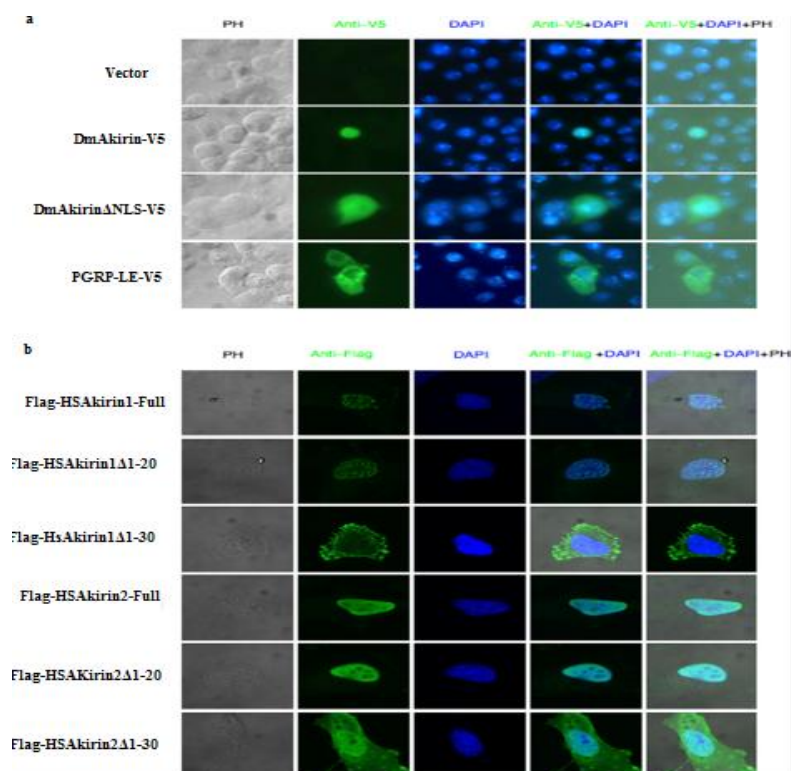 a
PH Anti-V5 DAPI Anti-V5+DAPI Anti-V5+DAPI+PH
Vector
DmAkirin-V5
DmAkirinΔNLS-V5
PGRP-LE-V5
b
PH Anti-Flag DAPI Anti-Flag +DAPI Anti-Flag+DAPI+PH
Flag-HSAkirin1-Full
Flag-HSAkirin1Δ1-20
Flag-HsAkirin1Δ1-30
Flag-HSAkirin2-Full
Flag-HSAKirin2Δ1-20
Flag-HSAkirin2Δ1-30